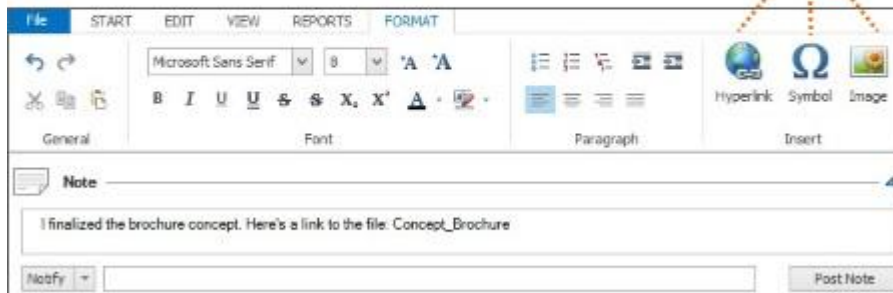 File START EDIT VIEW REPORTS FORMAT
Microsoft Sans Serif 8 A A
B I U U S S X₂ X² A
Hyperlink Symbol Image
General Font Paragraph Insert
Note
I finalized the brochure concept. Here's a link to the file: Concept_Brochure
Notify Post Note